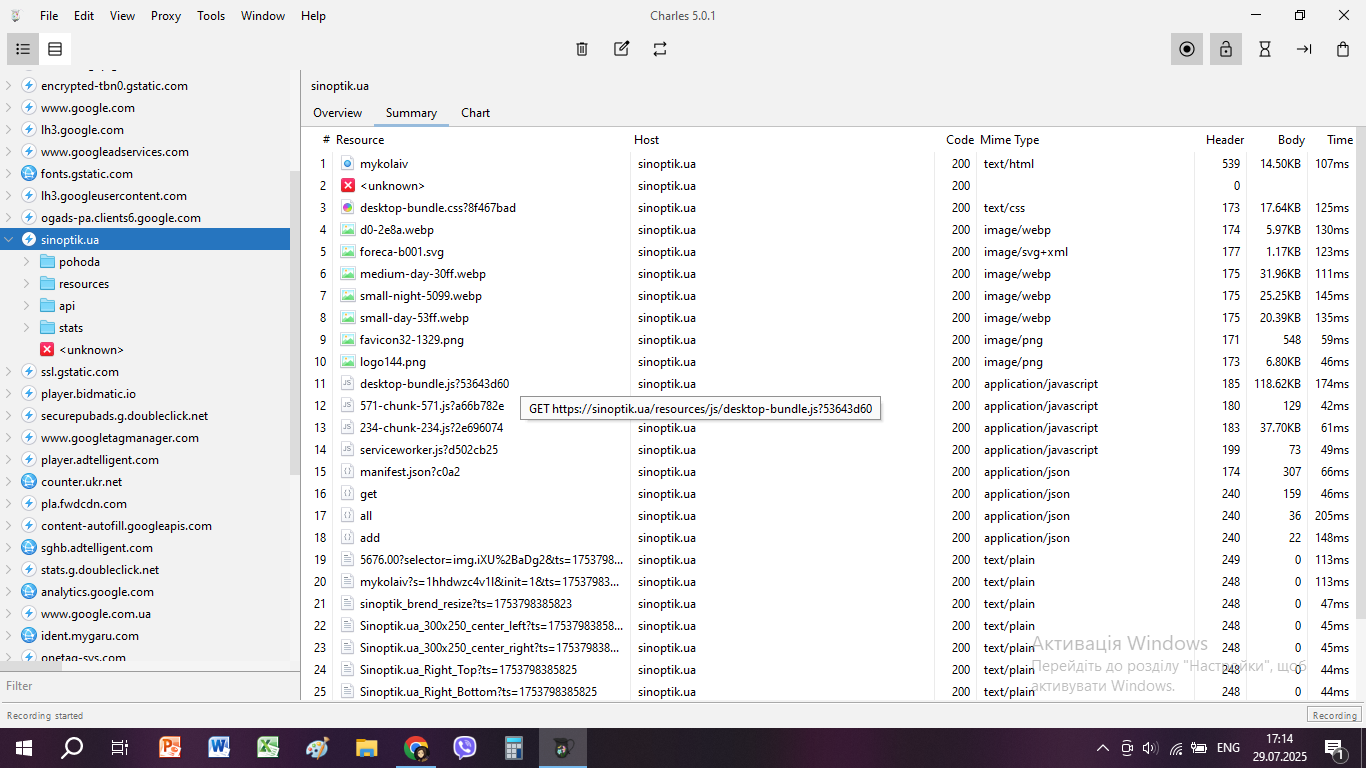 File Edit View Proxy Tools Window Help
Charles 5.0.1
encrypted-tbn0.gstatic.com
www.google.com
lh3.google.com
www.googleadservices.com
fonts.gstatic.com
lh3.googleusercontent.com
ogads-pa.clients6.google.com
sinoptik.ua
pohoda
resources
api
stats
<unknown>
ssl.gstatic.com
player.bidmatic.io
securepubads.g.doubleclick.net
www.googletagmanager.com
player.adtelligent.com
counter.ukr.net
pla.fwdcdn.com
content-autofill.googleapis.com
sghb.adtelligent.com
stats.g.doubleclick.net
analytics.google.com
www.google.com.ua
ident.mygaru.com
onetag-sys.com
Filter
sinoptik.ua
Overview Summary Chart
# Resource Host Code Mime Type Header Body Time
1 mykolaiv sinoptik.ua 200 text/html 539 14.50KB 107ms
2 <unknown> sinoptik.ua 200 0
3 desktop-bundle.css?8f467bad sinoptik.ua 200 text/css 173 17.64KB 125ms
4 d0-2e8a.webp sinoptik.ua 200 image/webp 174 5.97KB 130ms
5 foreca-b001.svg sinoptik.ua 200 image/svg+xml 177 1.17KB 123ms
6 medium-day-30ff.webp sinoptik.ua 200 image/webp 175 31.96KB 111ms
7 small-night-5099.webp sinoptik.ua 200 image/webp 175 25.25KB 145ms
8 small-day-53ff.webp sinoptik.ua 200 image/webp 175 20.39KB 135ms
9 favicon32-1329.png sinoptik.ua 200 image/png 171 548 59ms
10 logo144.png sinoptik.ua 200 image/png 173 6.80KB 46ms
11 desktop-bundle.js?53643d60 sinoptik.ua 200 application/javascript 185 118.62KB 174ms
12 571-chunk-571.js?a66b782e 200 application/javascript 180 129 42ms
GET https://sinoptik.ua/resources/js/desktop-bundle.js?53643d60
13 234-chunk-234.js?2e696074 sinoptik.ua 200 application/javascript 183 37.70KB 61ms
14 serviceworker.js?d502cb25 sinoptik.ua 200 application/javascript 199 73 49ms
15 manifest.json?c0a2 sinoptik.ua 200 application/json 174 307 66ms
16 get sinoptik.ua 200 application/json 240 159 46ms
17 all sinoptik.ua 200 application/json 240 36 205ms
18 add sinoptik.ua 200 application/json 240 22 148ms
19 5676.00?selector=img.iXU%2BaDg2&ts=1753798... sinoptik.ua 200 text/plain 249 0 113ms
20 mykolaiv?s=1hhdwzc4v1l&init=1&ts=17537983... sinoptik.ua 200 text/plain 248 0 113ms
21 sinoptik_brend_resize?ts=1753798385823 sinoptik.ua 200 text/plain 248 0 47ms
22 Sinoptik.ua_300x250_center_left?ts=1753798358... sinoptik.ua 200 text/plain 248 0 45ms
23 Sinoptik.ua_300x250_center_right?ts=175379838... sinoptik.ua 200 text/plain 248 0 45ms
24 Sinoptik.ua_Right_Top?ts=1753798385825 sinoptik.ua 200 text/plain 248 0 44ms
25 Sinoptik.ua_Right_Bottom?ts=1753798385825 sinoptik.ua 200 text/plain 248 0 44ms
Активація Windows
Перейдіть до розділу "Настройки", щоб
активувати Windows.
Recording started
Recording
ENG
17:14
29.07.2025
1